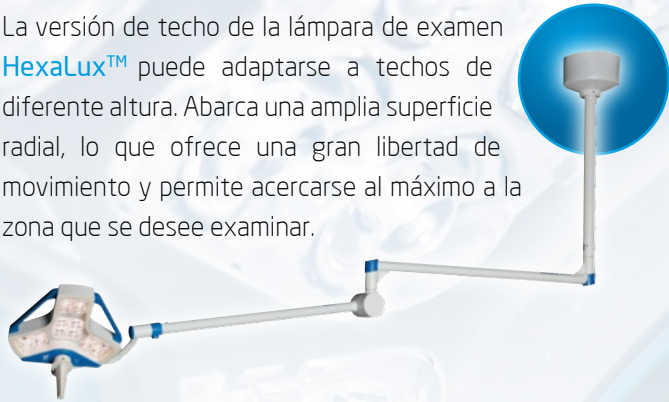 La versión de techo de la lámpara de examen
HexaLux™ puede adaptarse a techos de
diferente altura. Abarca una amplia superficie
radial, lo que ofrece una gran libertad de
movimiento y permite acercarse al máximo a la
zona que se desee examinar.